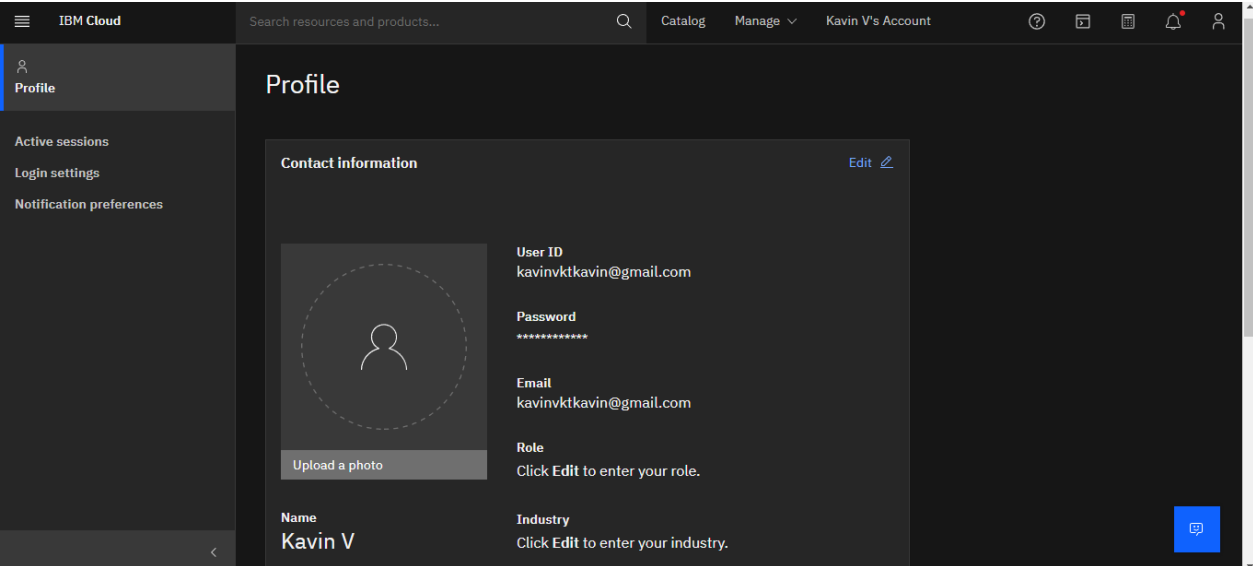 IBM Cloud
Search resources and products...
Catalog
Manage
Kavin V's Account
Profile
Active sessions
Login settings
Notification preferences
Profile
Contact information
Edit
Upload a photo
Name
Kavin V
User ID
kavinvktkavin@gmail.com
Password
************
Email
kavinvktkavin@gmail.com
Role
Click Edit to enter your role.
Industry
Click Edit to enter your industry.